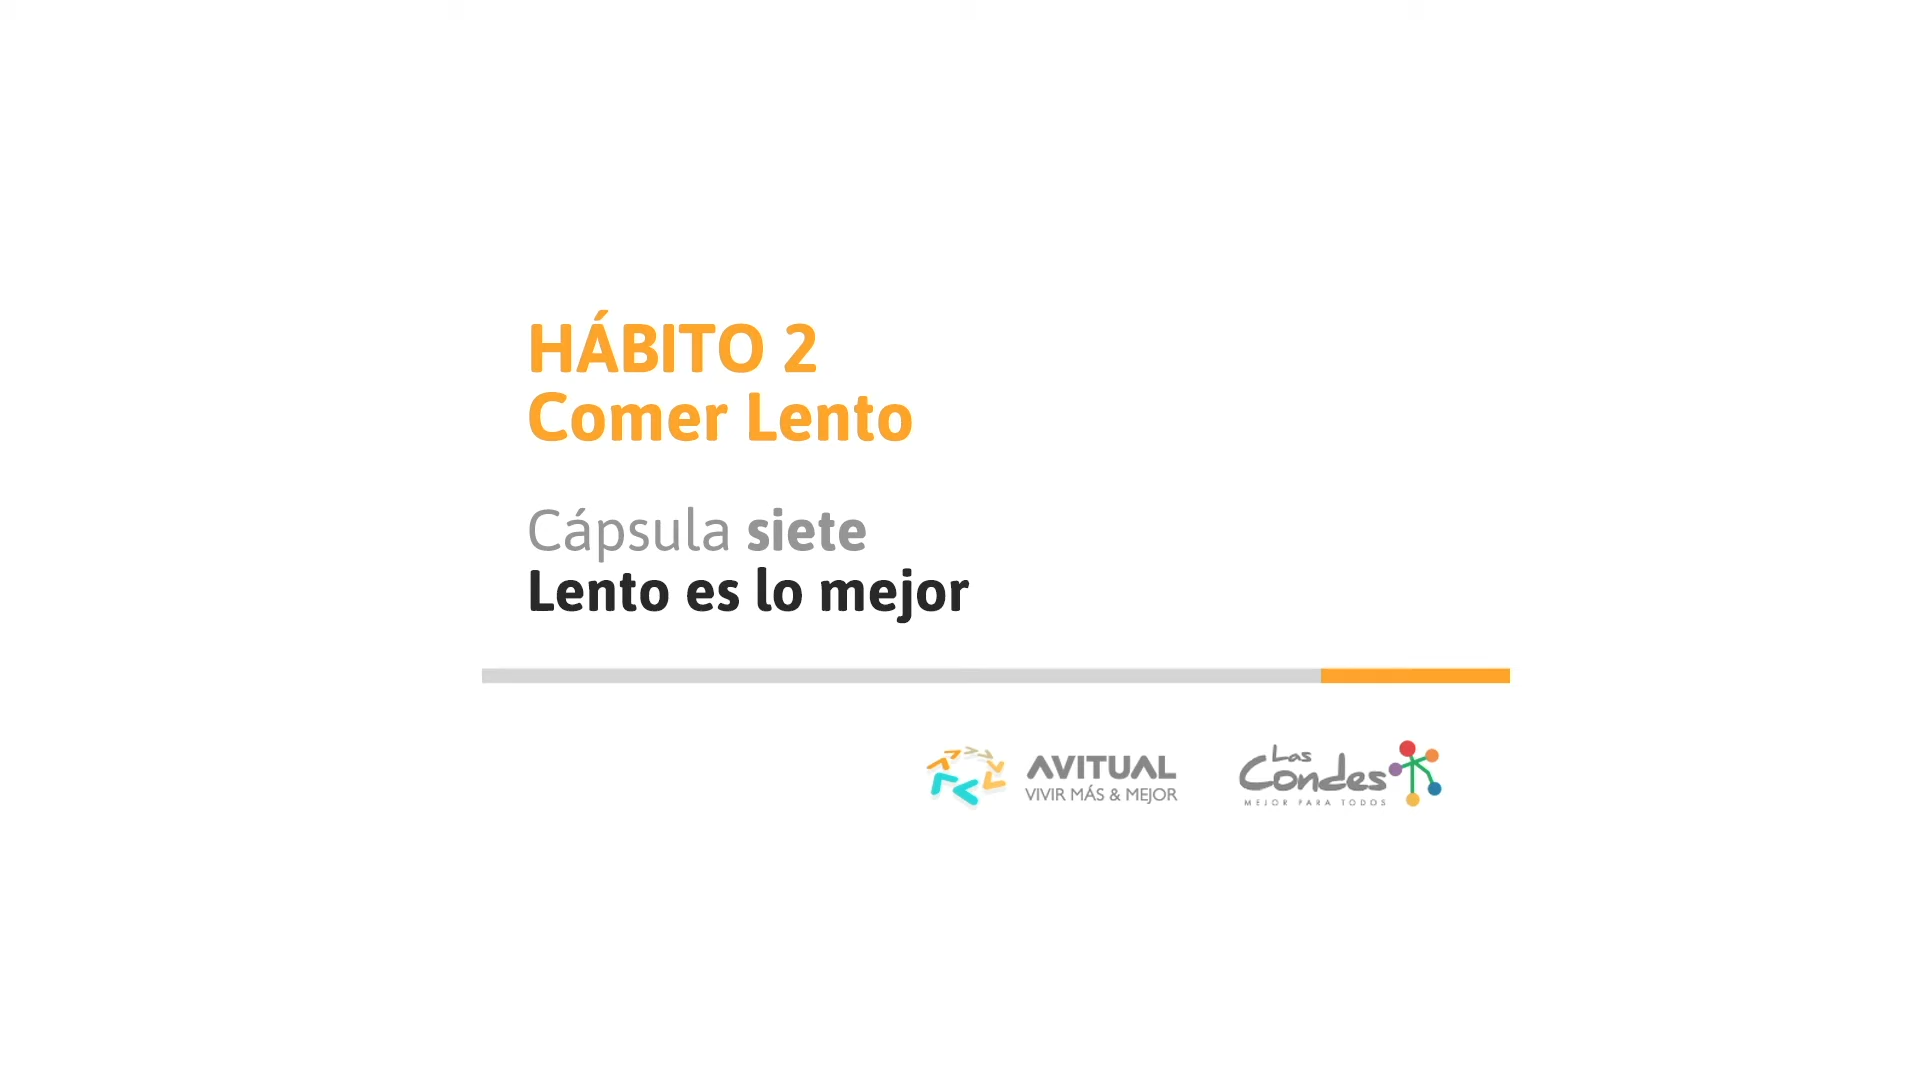 HÁBITO 2
Comer Lento
Cápsula siete
Lento es lo mejor
AVITUAL
VIVIR MÁS & MEJOR
Las
Condes
MEJOR PARA TODOS